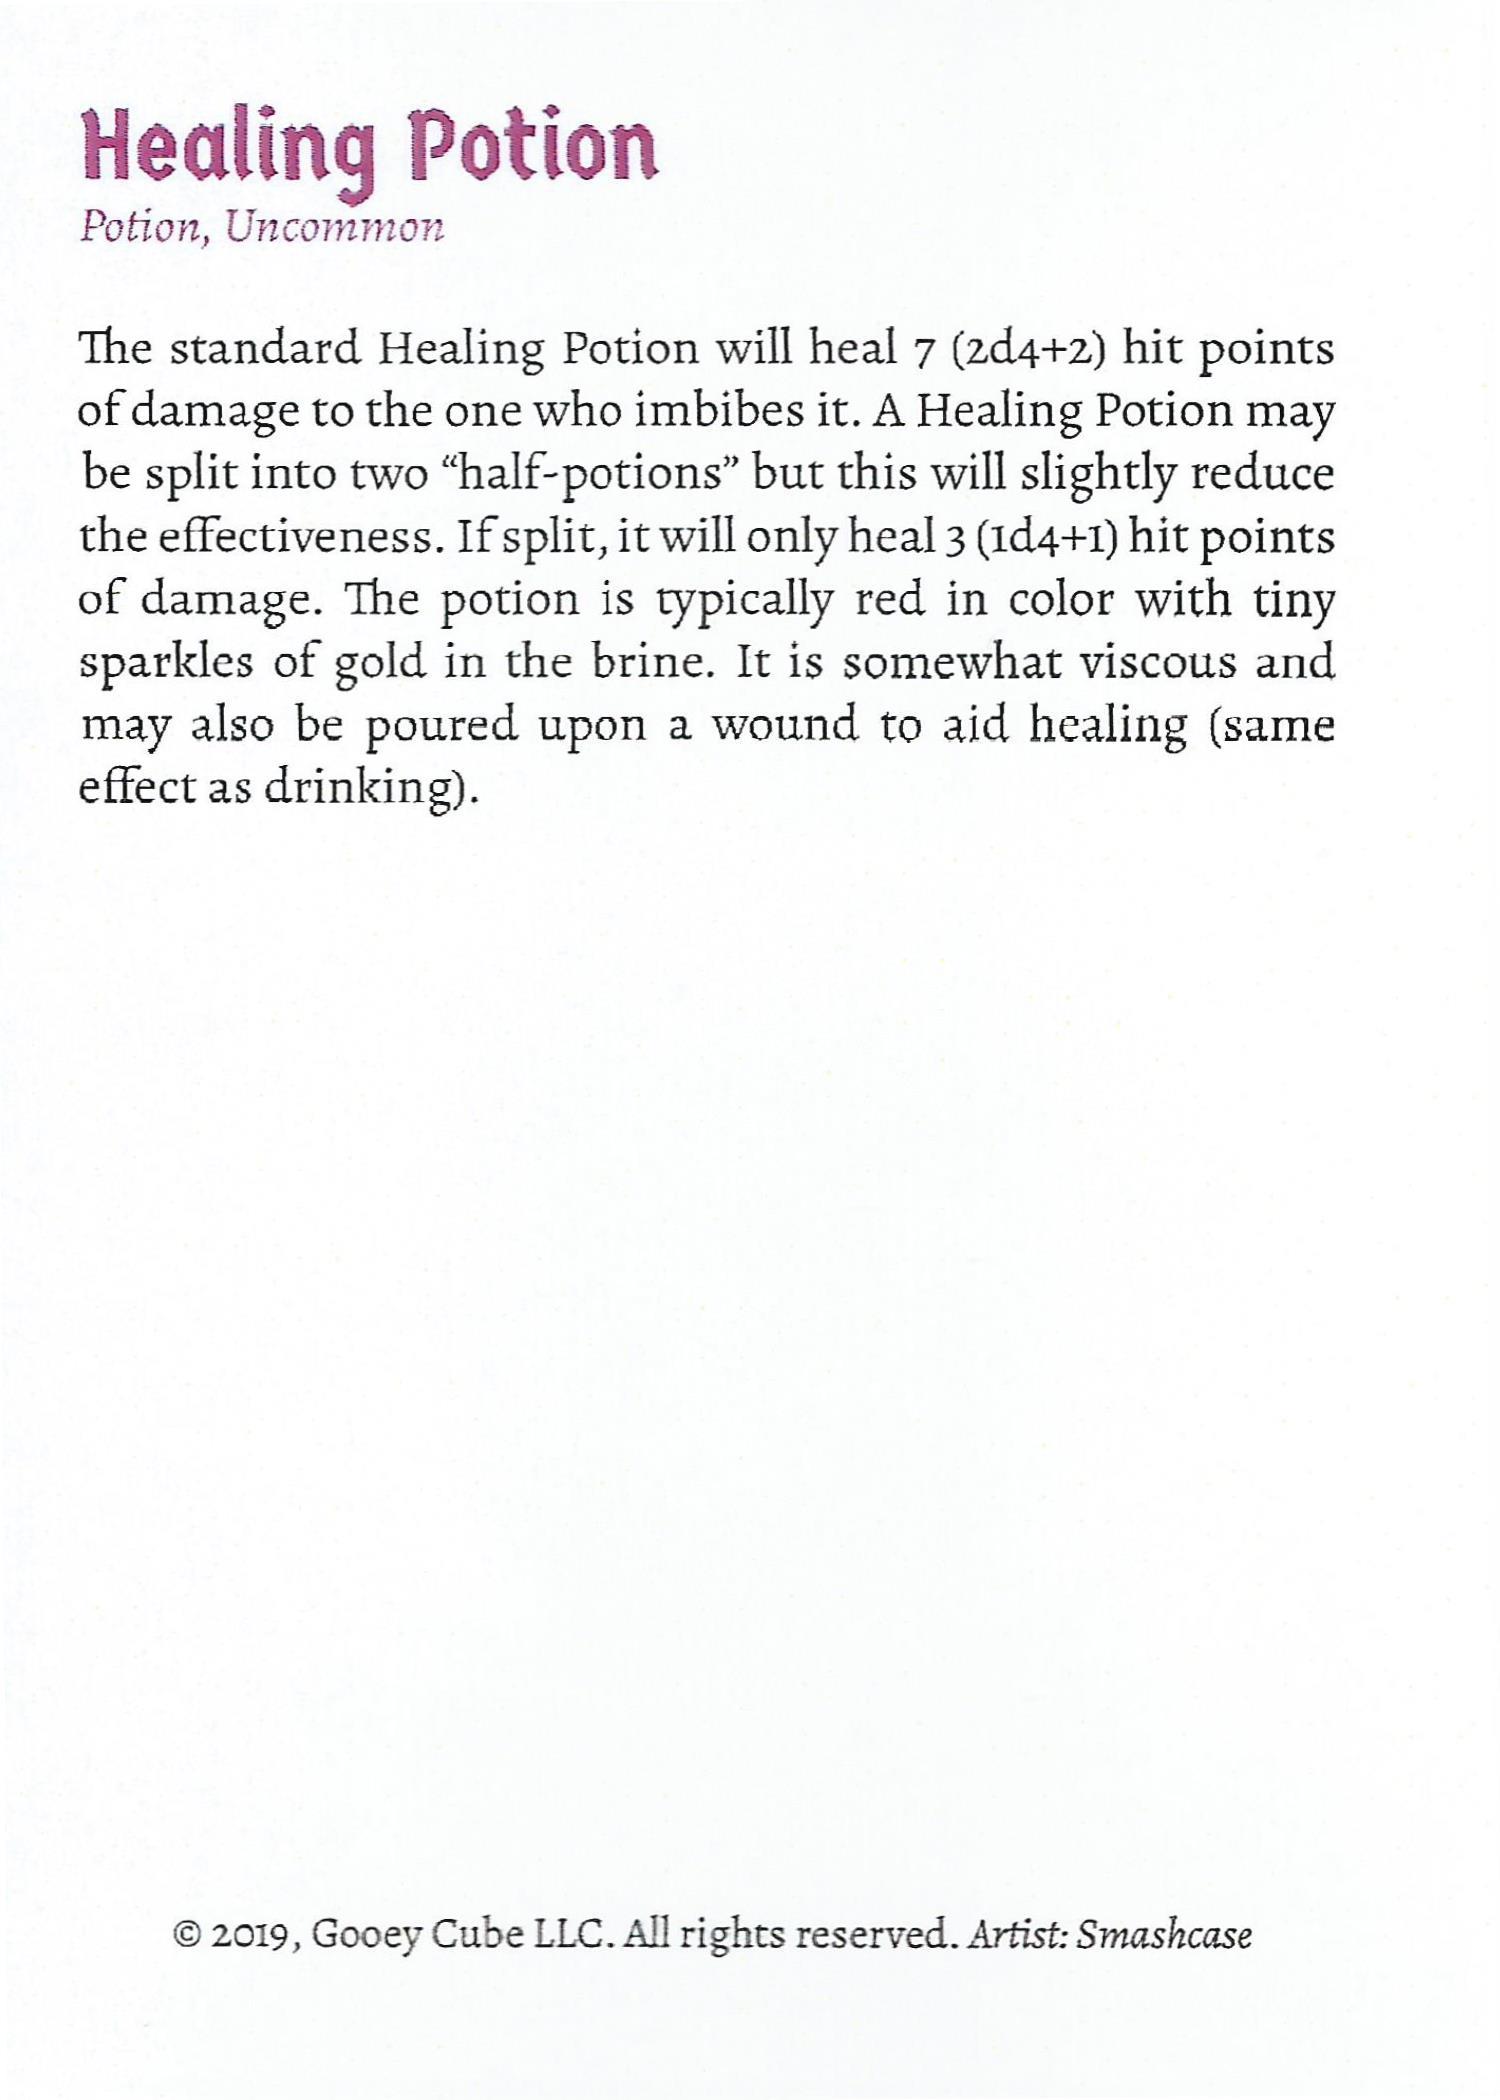 Healing Potion
Potion, Uncommon
The standard Healing Potion will heal 7 (2d4+2) hit points
of damage to the one who imbibes it. A Healing Potion may
be split into two “half-potions” but this will slightly reduce
the effectiveness. If split, it will only heal 3 (1d4+1) hit points
of damage. The potion is typically red in color with tiny
sparkles of gold in the brine. It is somewhat viscous and
may also be poured upon a wound to aid healing (same
effect as drinking).
© 2019, Gooey Cube LLC. All rights reserved. Artist: Smashcase